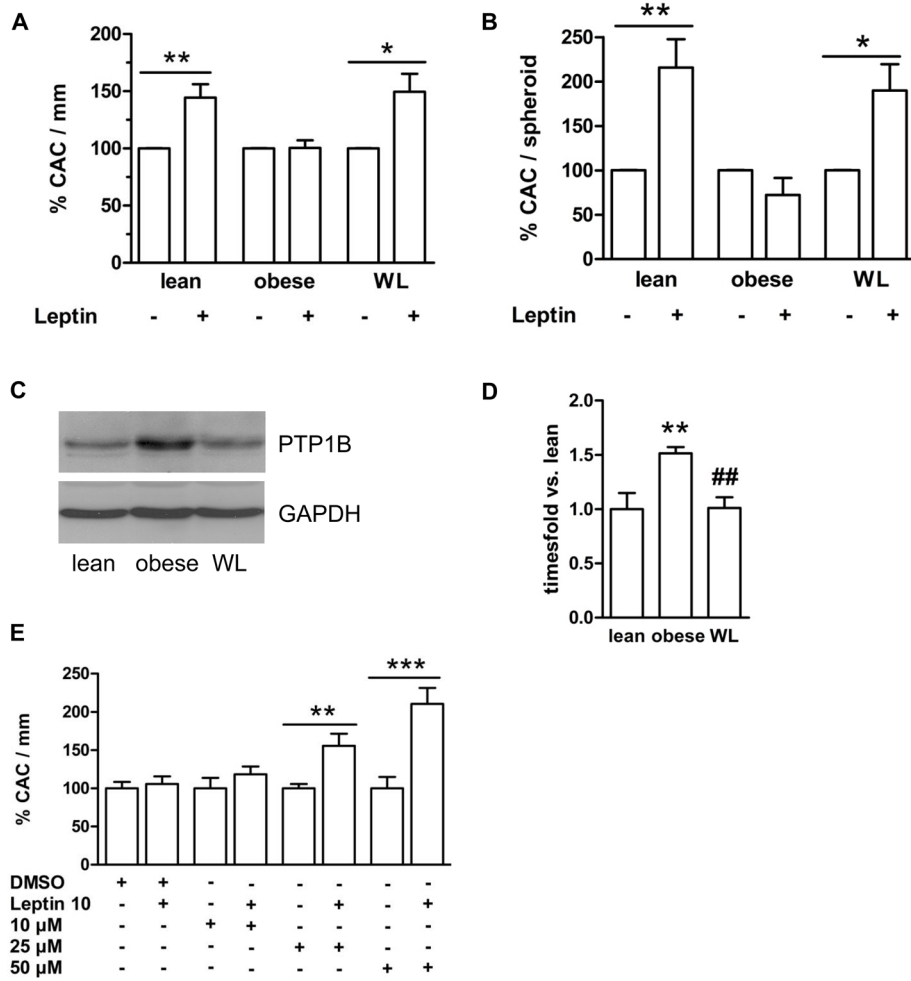 A
% CAC / mm
200
150
100
50
0
** *
lean obese WL
Leptin - + - + - +
B
% CAC / spheroid
250
200
150
100
50
0
** *
lean obese WL
Leptin - + - + - +
C
PTP1B
GAPDH
lean obese WL
D
timesfold vs. lean
2.0
1.5
1.0
0.5
0.0
** ##
lean obese WL
E
% CAC / mm
250
200
150
100
50
0
** ***
DMSO + + - - - - - -
Leptin 10 - + - + - + - +
10 µM - - + + - - - -
25 µM - - - - + + - -
50 µM - - - - - - + +